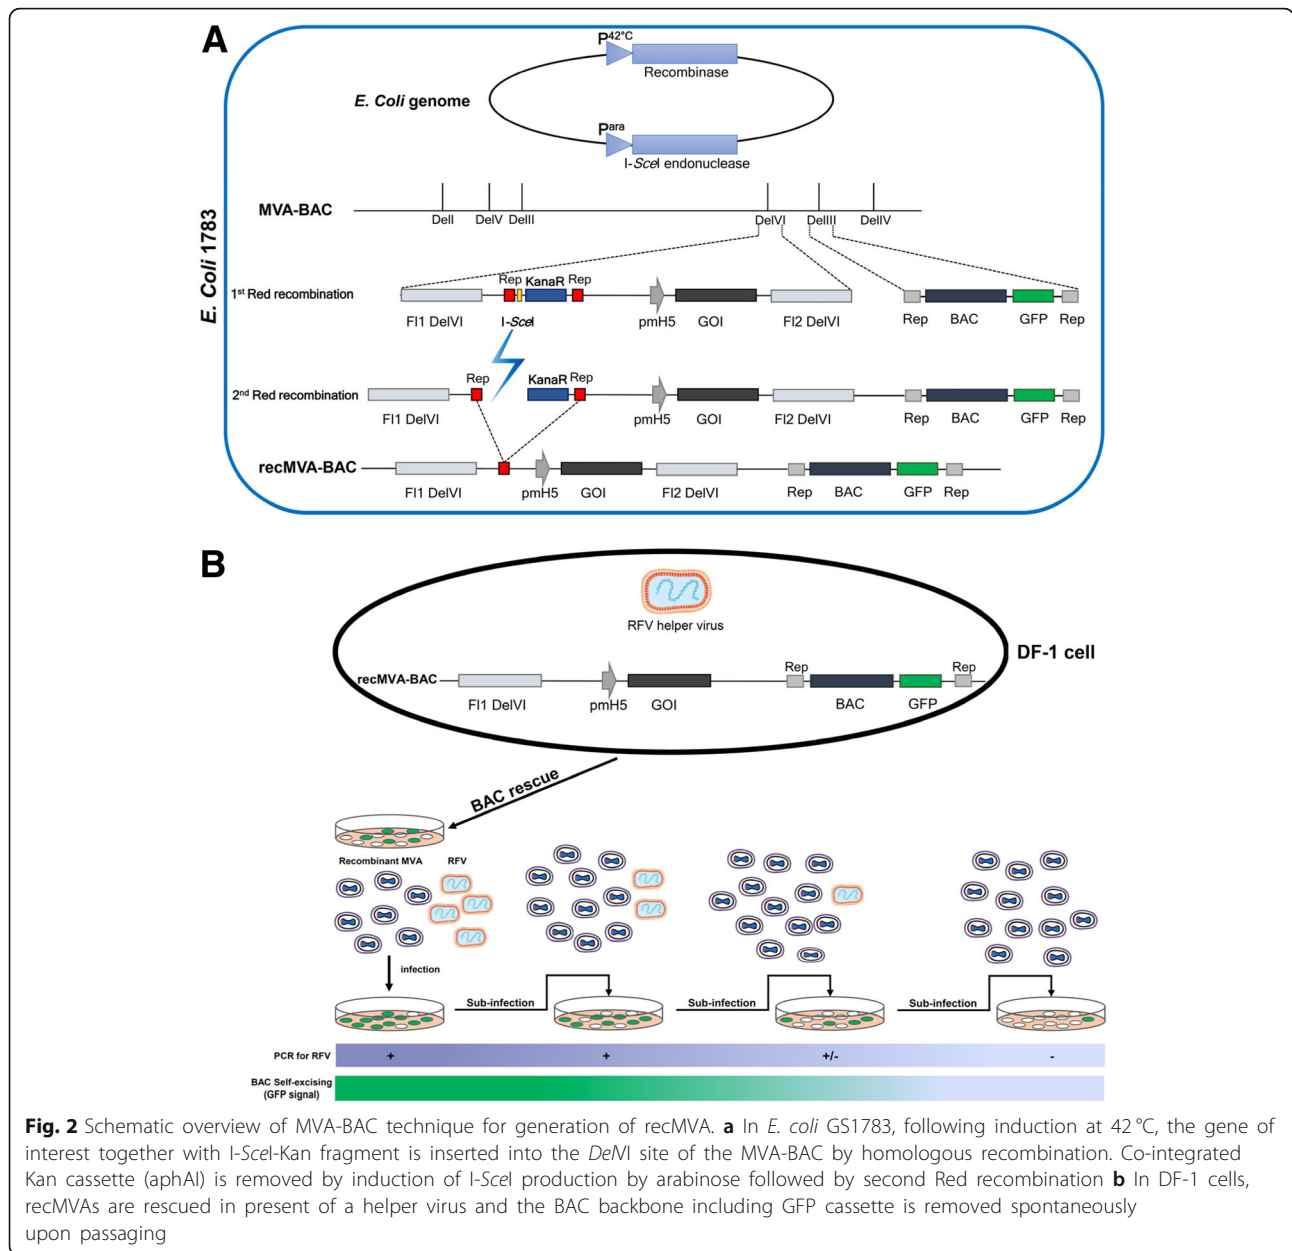 A
P42°C
Recombinase
E. Coli genome
Para
I-SceI endonuclease
E. Coli 1783
MVA-BAC
DelI DelV DelIII DelVI DelIII DelIV
1st Red recombination
Rep KanaR Rep
Fl1 DelVI I-SceI pmH5 GOI Fl2 DelVI Rep BAC GFP Rep
2nd Red recombination
Rep KanaR Rep
Fl1 DelVI pmH5 GOI Fl2 DelVI Rep BAC GFP Rep
recMVA-BAC
Fl1 DelVI pmH5 GOI Fl2 DelVI Rep BAC GFP Rep
B
RFV helper virus
DF-1 cell
recMVA-BAC
Rep Rep
Fl1 DelVI pmH5 GOI BAC GFP
BAC rescue
Recombinant MVA RFV
infection
Sub-infection Sub-infection Sub-infection
PCR for RFV + + +/- -
BAC Self-excising
(GFP signal)
Fig. 2 Schematic overview of MVA-BAC technique for generation of recMVA. a In E. coli GS1783, following induction at 42 °C, the gene of
interest together with I-SceI-Kan fragment is inserted into the DelVI site of the MVA-BAC by homologous recombination. Co-integrated
Kan cassette (aphAI) is removed by induction of I-SceI production by arabinose followed by second Red recombination b In DF-1 cells,
recMVAs are rescued in present of a helper virus and the BAC backbone including GFP cassette is removed spontaneously
upon passaging